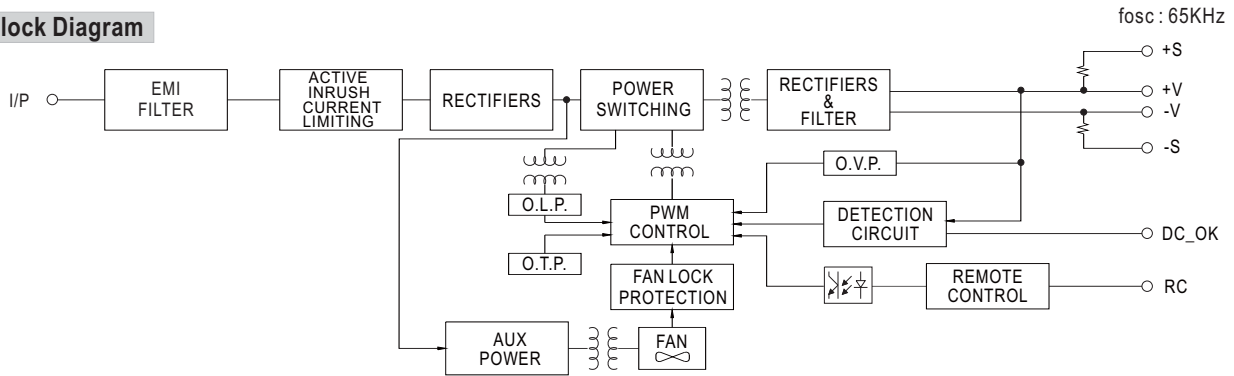 fosc : 65KHz
lock Diagram
+S
I/P
EMI
FILTER
ACTIVE
INRUSH
CURRENT
LIMITING
RECTIFIERS
POWER
SWITCHING
RECTIFIERS
&
FILTER
+V
-V
-S
O.V.P.
O.L.P.
PWM
CONTROL
DETECTION
CIRCUIT
DC_OK
O.T.P.
FAN LOCK
PROTECTION
REMOTE
CONTROL
RC
AUX
POWER
FAN